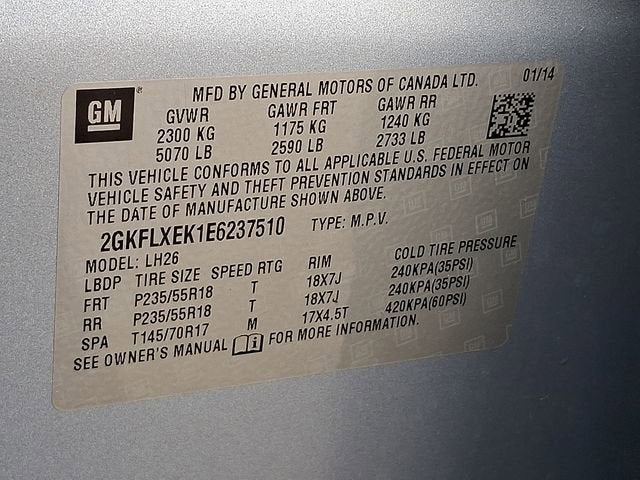 GM
MFD BY GENERAL MOTORS OF CANADA LTD. 01/14
GVWR GAWR FRT GAWR RR
2300 KG 1175 KG 1240 KG
5070 LB 2590 LB 2733 LB
THIS VEHICLE CONFORMS TO ALL APPLICABLE U.S. FEDERAL MOTOR
VEHICLE SAFETY AND THEFT PREVENTION STANDARDS IN EFFECT ON
THE DATE OF MANUFACTURE SHOWN ABOVE.
2GKFLXEK1E6237510 TYPE: M.P.V.
MODEL: LH26
LBDP TIRE SIZE SPEED RTG RIM COLD TIRE PRESSURE
FRT P235/55R18 T 18X7J 240KPA(35PSI)
RR P235/55R18 T 18X7J 240KPA(35PSI)
SPA T145/70R17 M 17X4.5T 420KPA(60PSI)
SEE OWNER'S MANUAL FOR MORE INFORMATION.